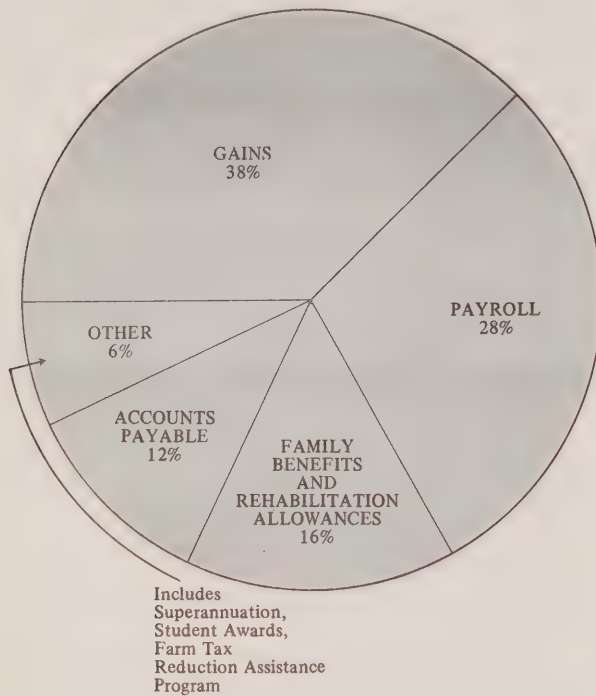 GAINS
38%
PAYROLL
28%
OTHER
6%
ACCOUNTS
PAYABLE
12%
FAMILY
BENEFITS
AND
REHABILITATION
ALLOWANCES
16%
Includes
Superannuation,
Student Awards,
Farm Tax
Reduction Assistance
Program